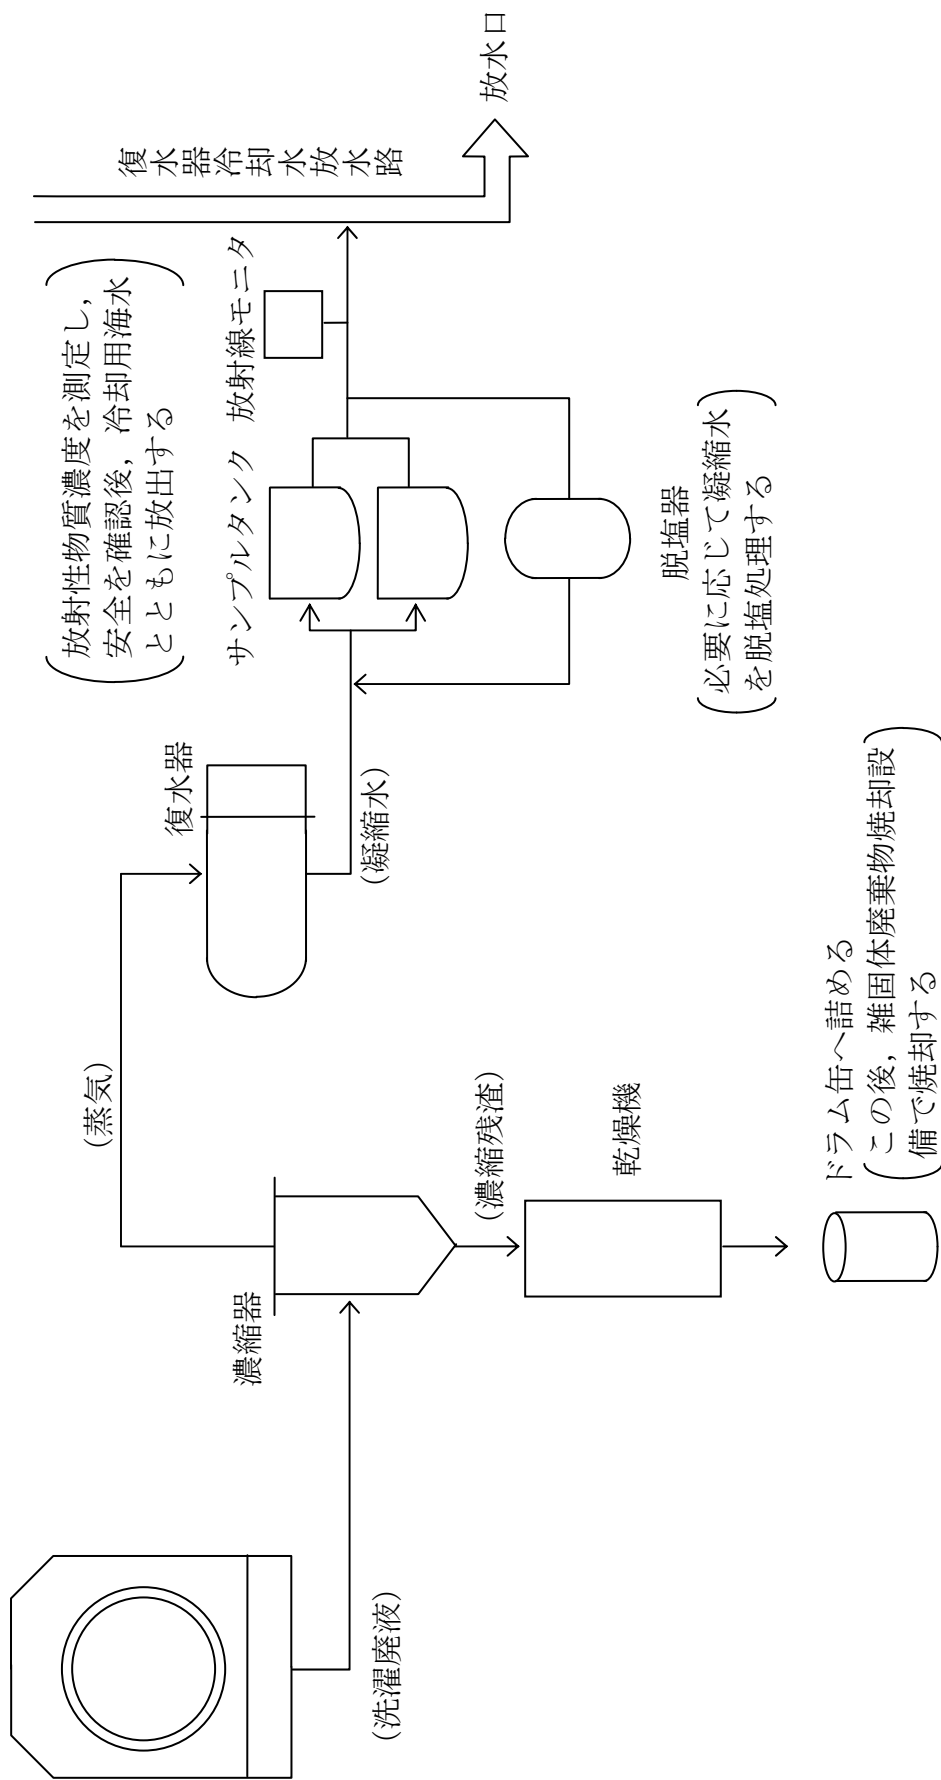 (洗濯廃液)
濃縮器
(蒸気)
(濃縮残渣)
乾燥機
ドラム缶へ詰める
この後，雑固体廃棄物焼却設
備で焼却する
復水器
(凝縮水)
放射性物質濃度を測定し，
安全を確認後，冷却用海水
とともに放出する
サンプルタンク
放射線モニタ
脱塩器
必要に応じて凝縮水
を脱塩処理する
復水器冷却水放水路
放水口